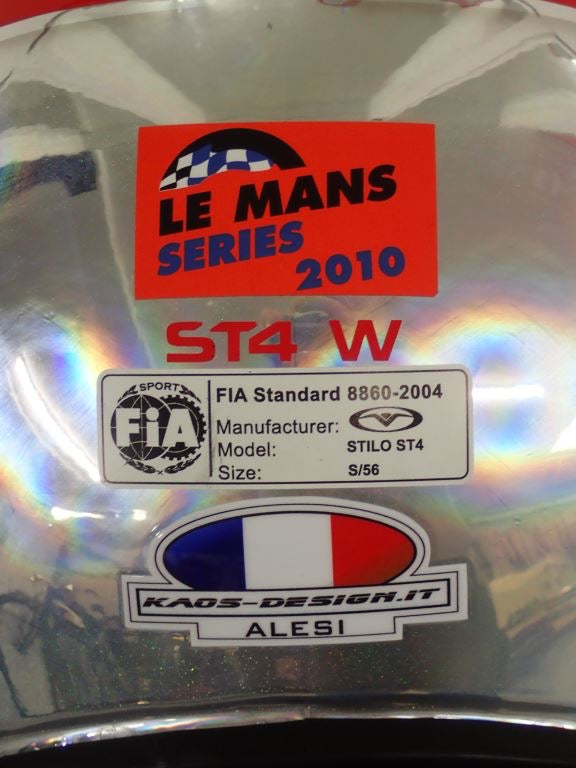 LE MANS
SERIES
2010
ST4 W
SPORT
FIA
FIA Standard 8860-2004
Manufacturer:
Model: STILO ST4
Size: S/56
KAOS-DESIGN.IT
ALESI